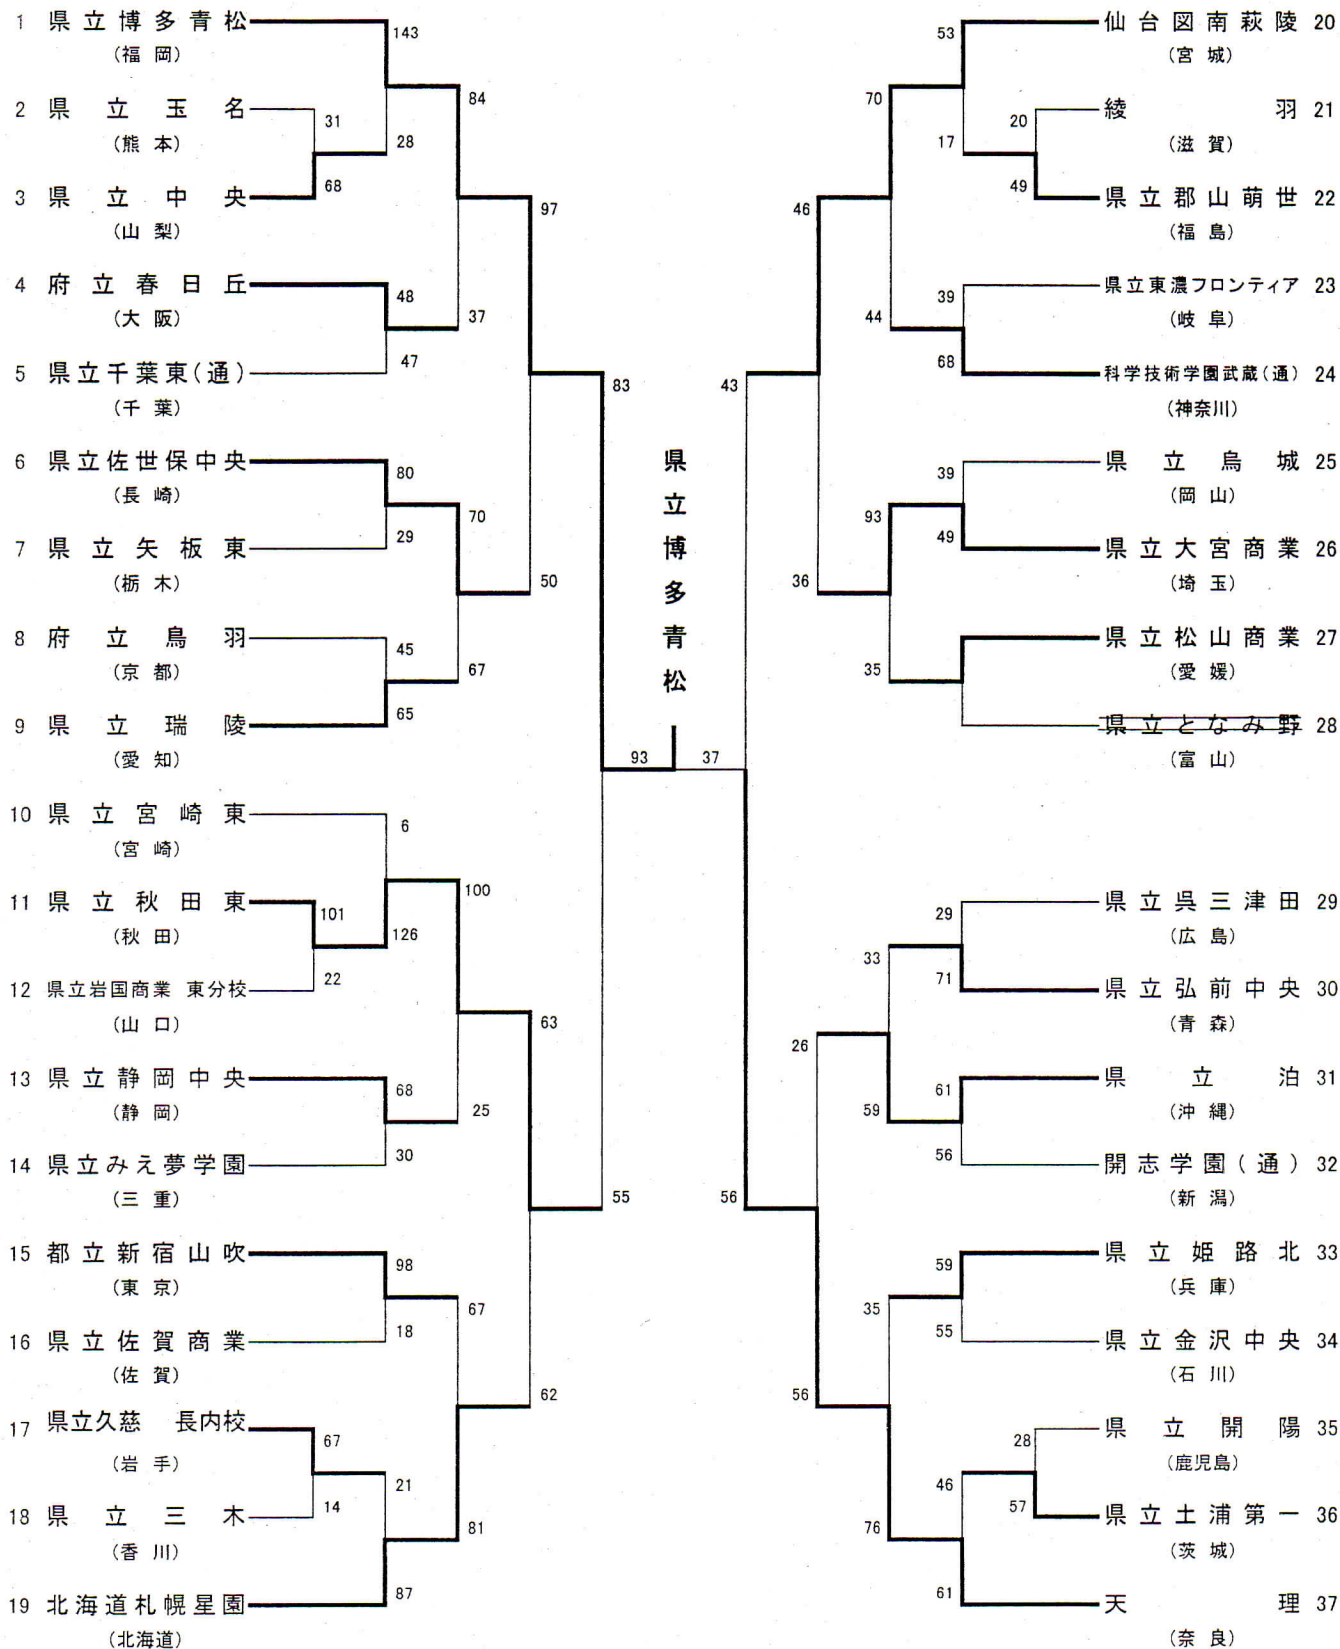 1 県立博多青松
(福岡)
143
2 県立玉名
(熊本)
31
28
3 県立中央
(山梨)
68
84
4 府立春日丘
(大阪)
48
37
5 県立千葉東(通)
(千葉)
47
97
6 県立佐世保中央
(長崎)
80
70
7 県立矢板東
(栃木)
29
50
8 府立鳥羽
(京都)
45
67
9 県立瑞陵
(愛知)
65
83
10 県立宮崎東
(宮崎)
6
100
11 県立秋田東
(秋田)
101
126
12 県立岩国商業 東分校
(山口)
22
63
13 県立静岡中央
(静岡)
68
25
14 県立みえ夢学園
(三重)
30
55
15 都立新宿山吹
(東京)
98
67
16 県立佐賀商業
(佐賀)
18
62
17 県立久慈 長内校
(岩手)
67
21
18 県立三木
(香川)
14
81
19 北海道札幌星園
(北海道)
87
県立博多青松
93 37
仙台図南萩陵 20
(宮城)
53
70
綾羽 21
(滋賀)
20
17
県立郡山萌世 22
(福島)
49
46
県立東濃フロンティア 23
(岐阜)
39
44
科学技術学園武蔵(通) 24
(神奈川)
68
43
県立烏城 25
(岡山)
39
93
県立大宮商業 26
(埼玉)
49
36
県立松山商業 27
(愛媛)
35
県立となみ野 28
(富山)
県立呉三津田 29
(広島)
29
33
県立弘前中央 30
(青森)
71
26
県立泊 31
(沖縄)
61
59
開志学園(通) 32
(新潟)
56
56
県立姫路北 33
(兵庫)
59
35
県立金沢中央 34
(石川)
55
56
県立開陽 35
(鹿児島)
28
46
県立土浦第一 36
(茨城)
57
76
天理 37
(奈良)
61